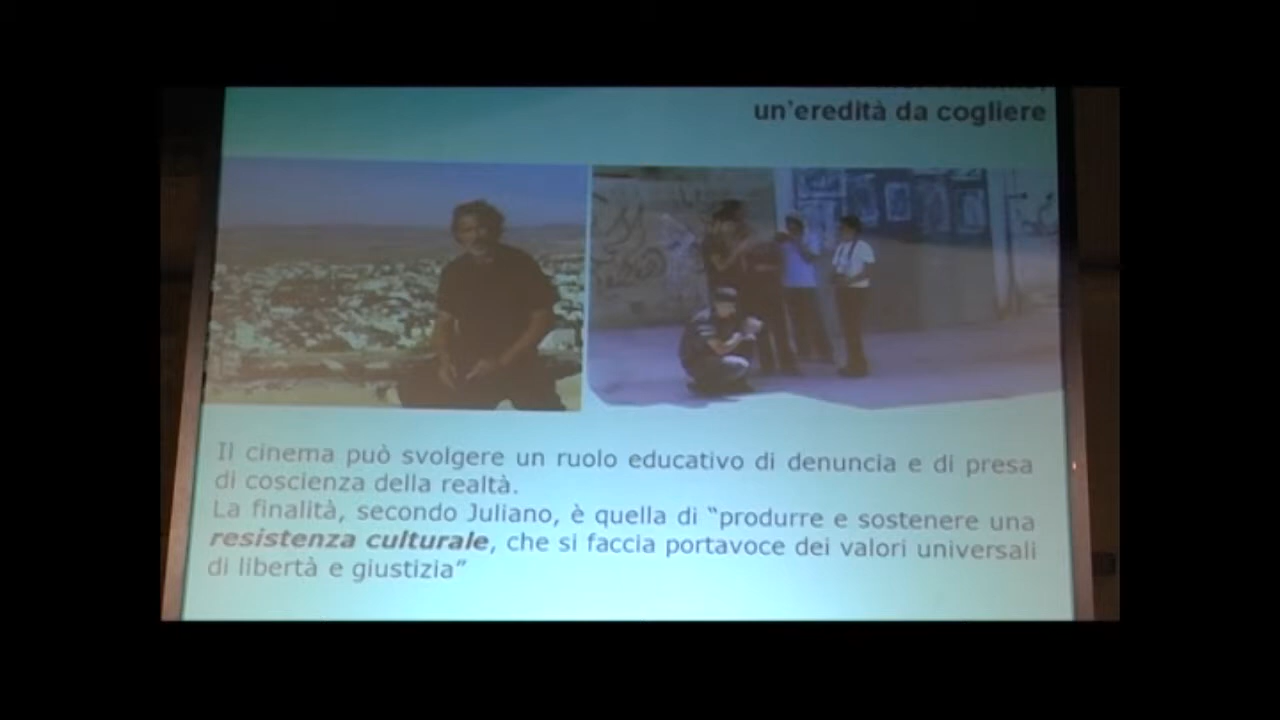 un'eredità da cogliere
Il cinema può svolgere un ruolo educativo di denuncia e di presa
di coscienza della realtà.
La finalità, secondo Juliano, è quella di “produrre e sostenere una
resistenza culturale, che si faccia portavoce dei valori universali
di libertà e giustizia”